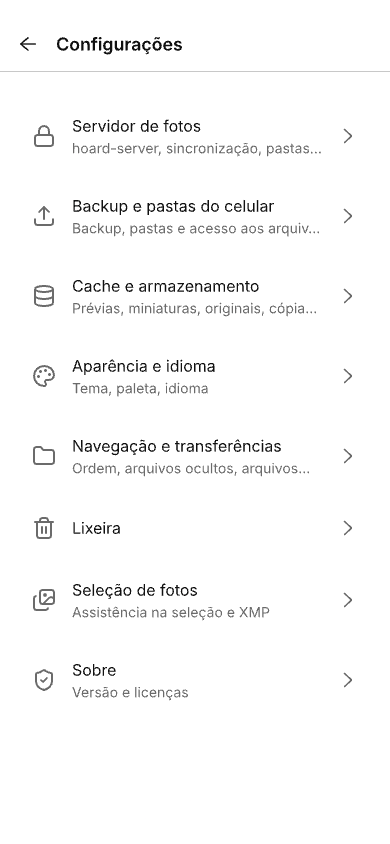 Configurações
Servidor de fotos
hoard-server, sincronização, pastas...
Backup e pastas do celular
Backup, pastas e acesso aos arquiv...
Cache e armazenamento
Prévias, miniaturas, originais, cópia...
Aparência e idioma
Tema, paleta, idioma
Navegação e transferências
Ordem, arquivos ocultos, arquivos...
Lixeira
Seleção de fotos
Assistência na seleção e XMP
Sobre
Versão e licenças